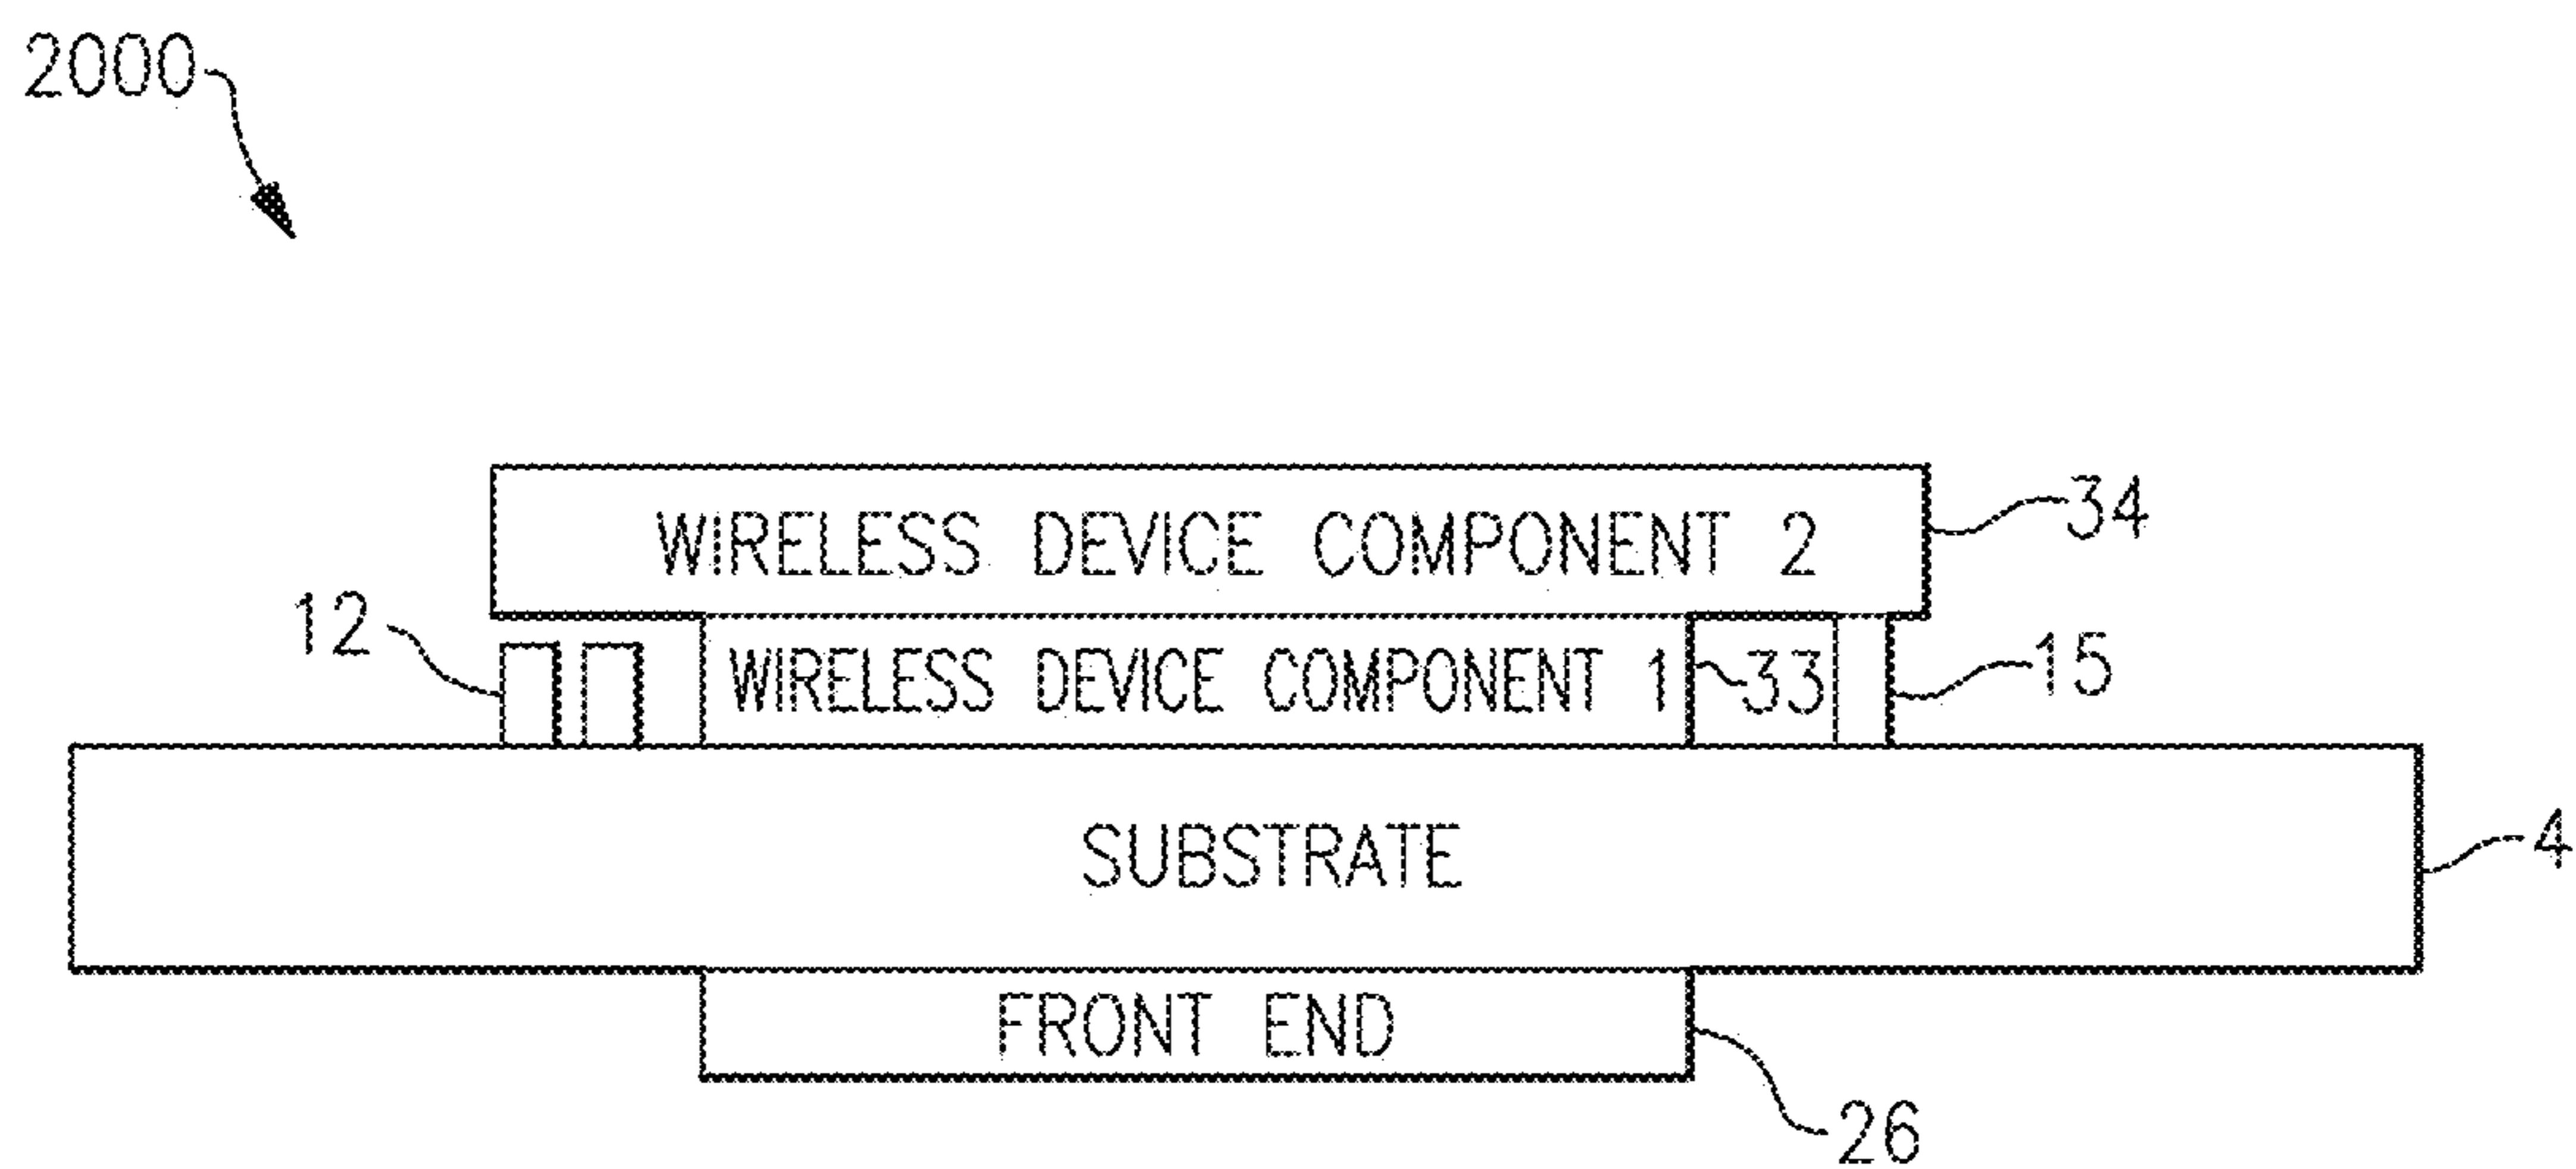 2000
WIRELESS DEVICE COMPONENT 2
34
12
WIRELESS DEVICE COMPONENT 1
33
15
SUBSTRATE
4
FRONT END
26